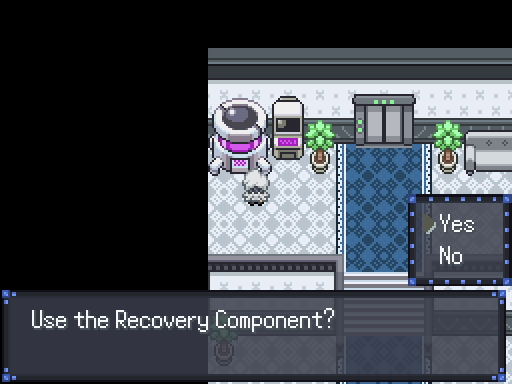 Yes
No
Use the Recovery Component?